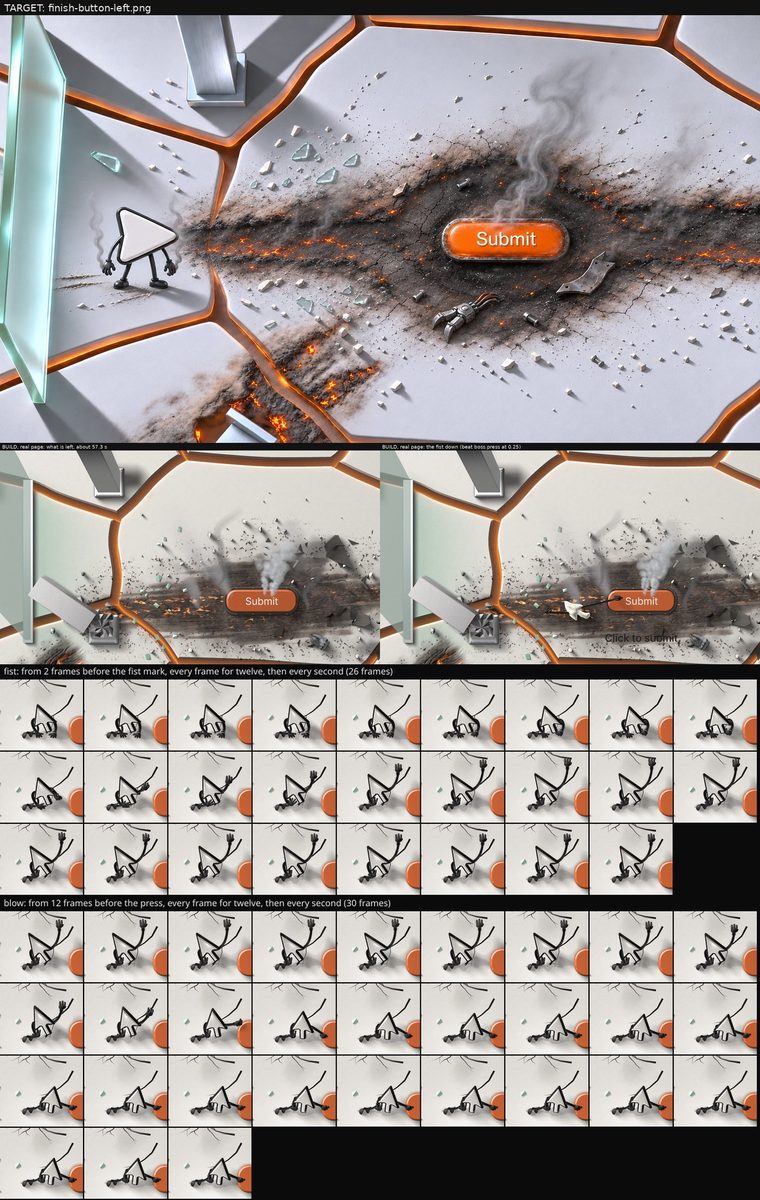 TARGET: finish-button-left.png
Submit
BUILD, real page: what is left, about 57.3 s
BUILD, real page: the fist down (beat boss.press at 0.25)
Submit
Submit
Click to submit.
fist: from 2 frames before the fist mark, every frame for twelve, then every second (26 frames)
blow: from 12 frames before the press, every frame for twelve, then every second (30 frames)